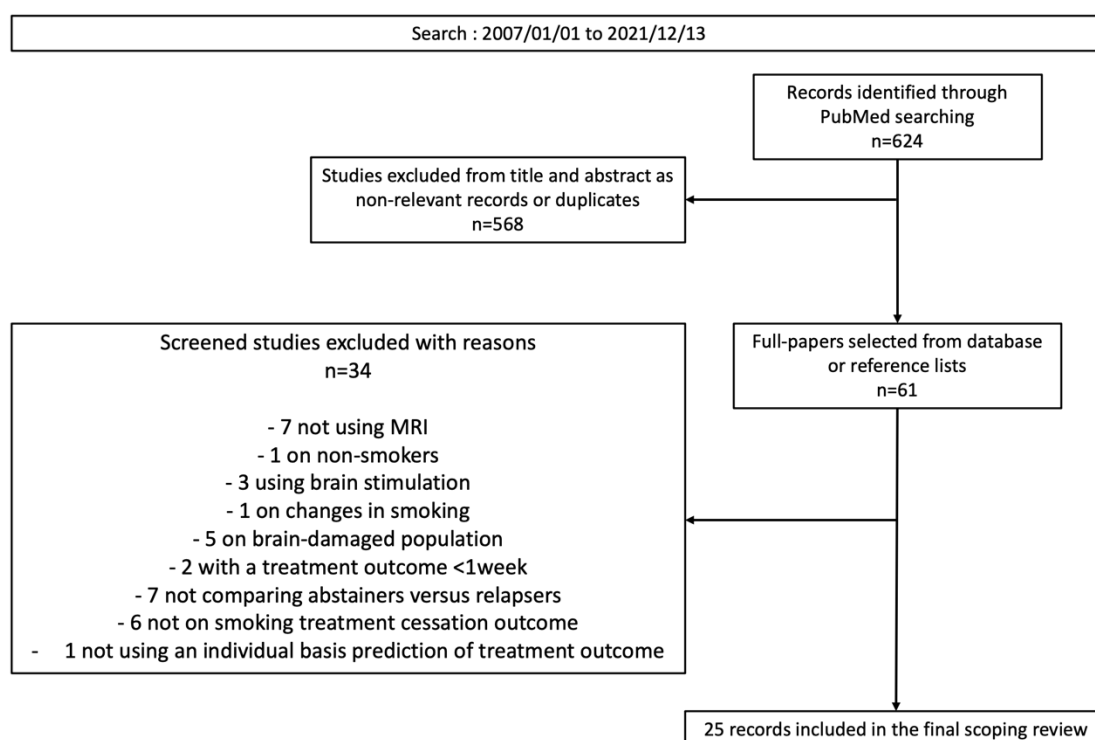 Search : 2007/01/01 to 2021/12/13
Records identified through
PubMed searching
n=624
Studies excluded from title and abstract as
non-relevant records or duplicates
n=568
Full-papers selected from database
or reference lists
n=61
Screened studies excluded with reasons
n=34
- 7 not using MRI
- 1 on non-smokers
- 3 using brain stimulation
- 1 on changes in smoking
- 5 on brain-damaged population
- 2 with a treatment outcome <1week
- 7 not comparing abstainers versus relapsers
- 6 not on smoking treatment cessation outcome
- 1 not using an individual basis prediction of treatment outcome
25 records included in the final scoping review